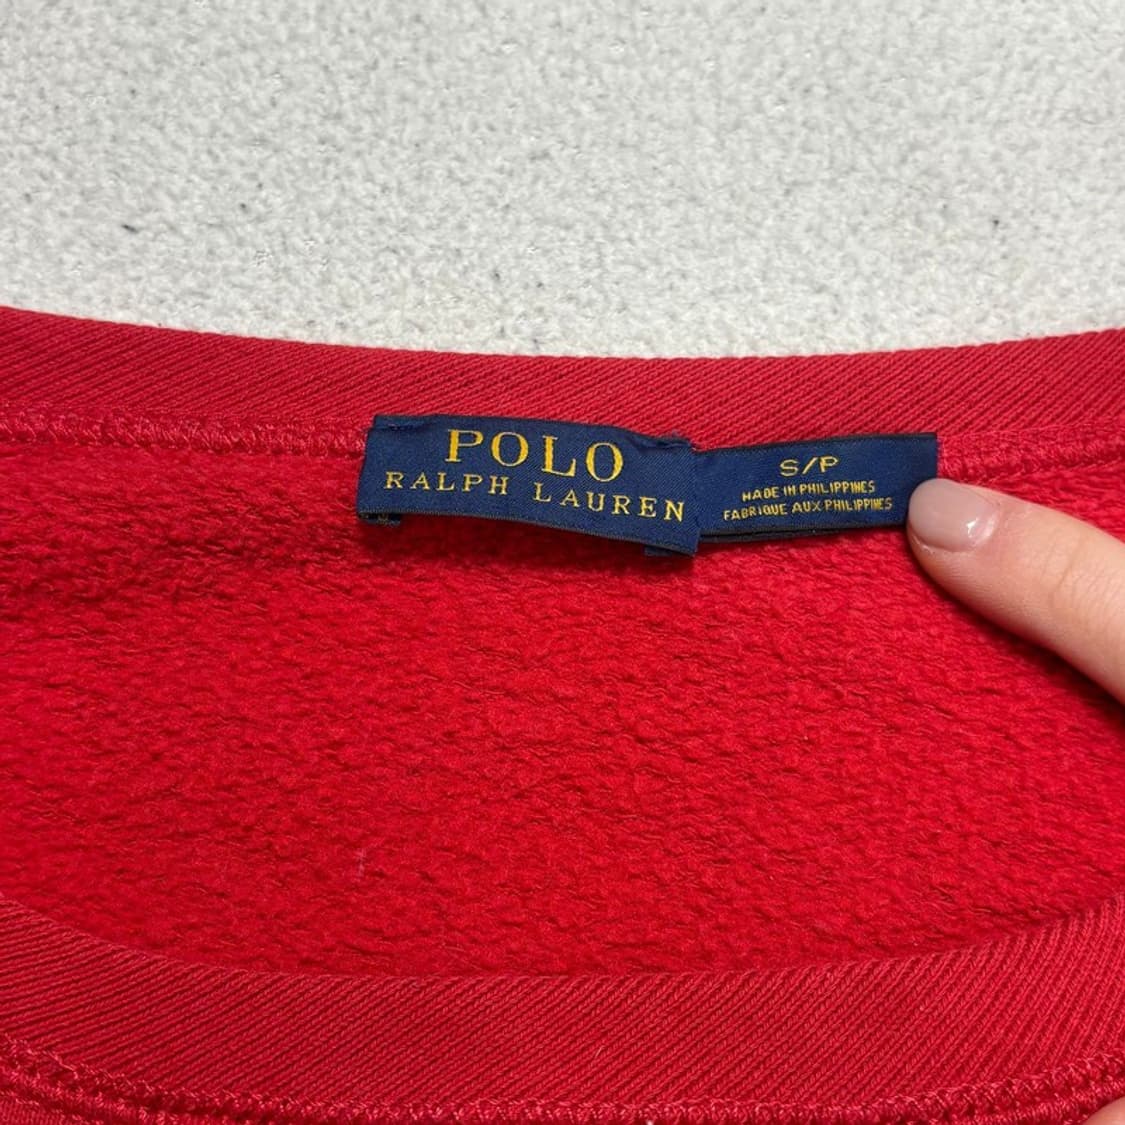 POLO
RALPH LAUREN
S/P
MADE IN PHILIPPINES
FABRIQUE AUX PHILIPPINES